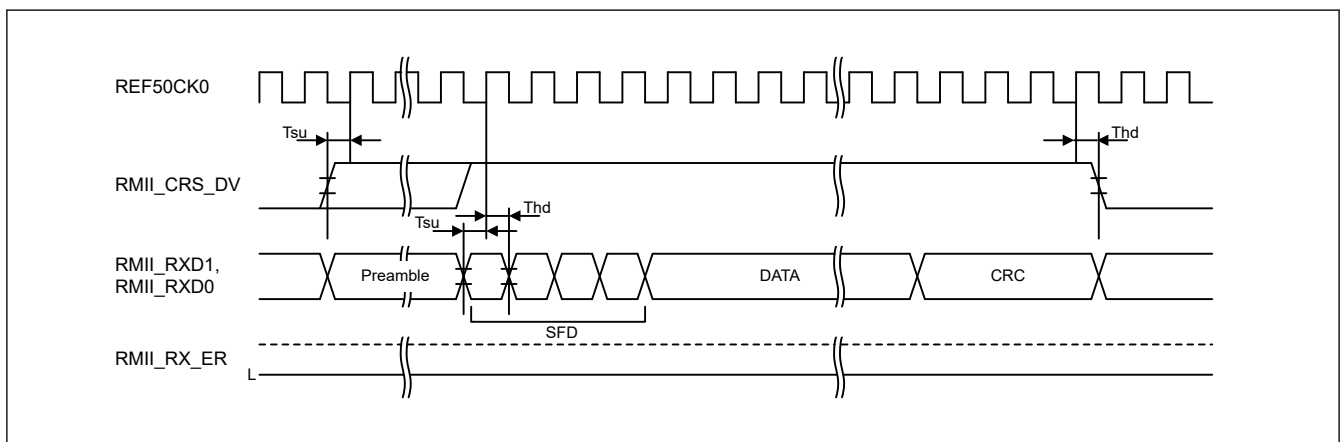 REF50CK0
Tsu
Thd
RMII_CRS_DV
Tsu
Thd
RMII_RXD1,
RMII_RXD0
Preamble
DATA
CRC
SFD
RMII_RX_ER
L